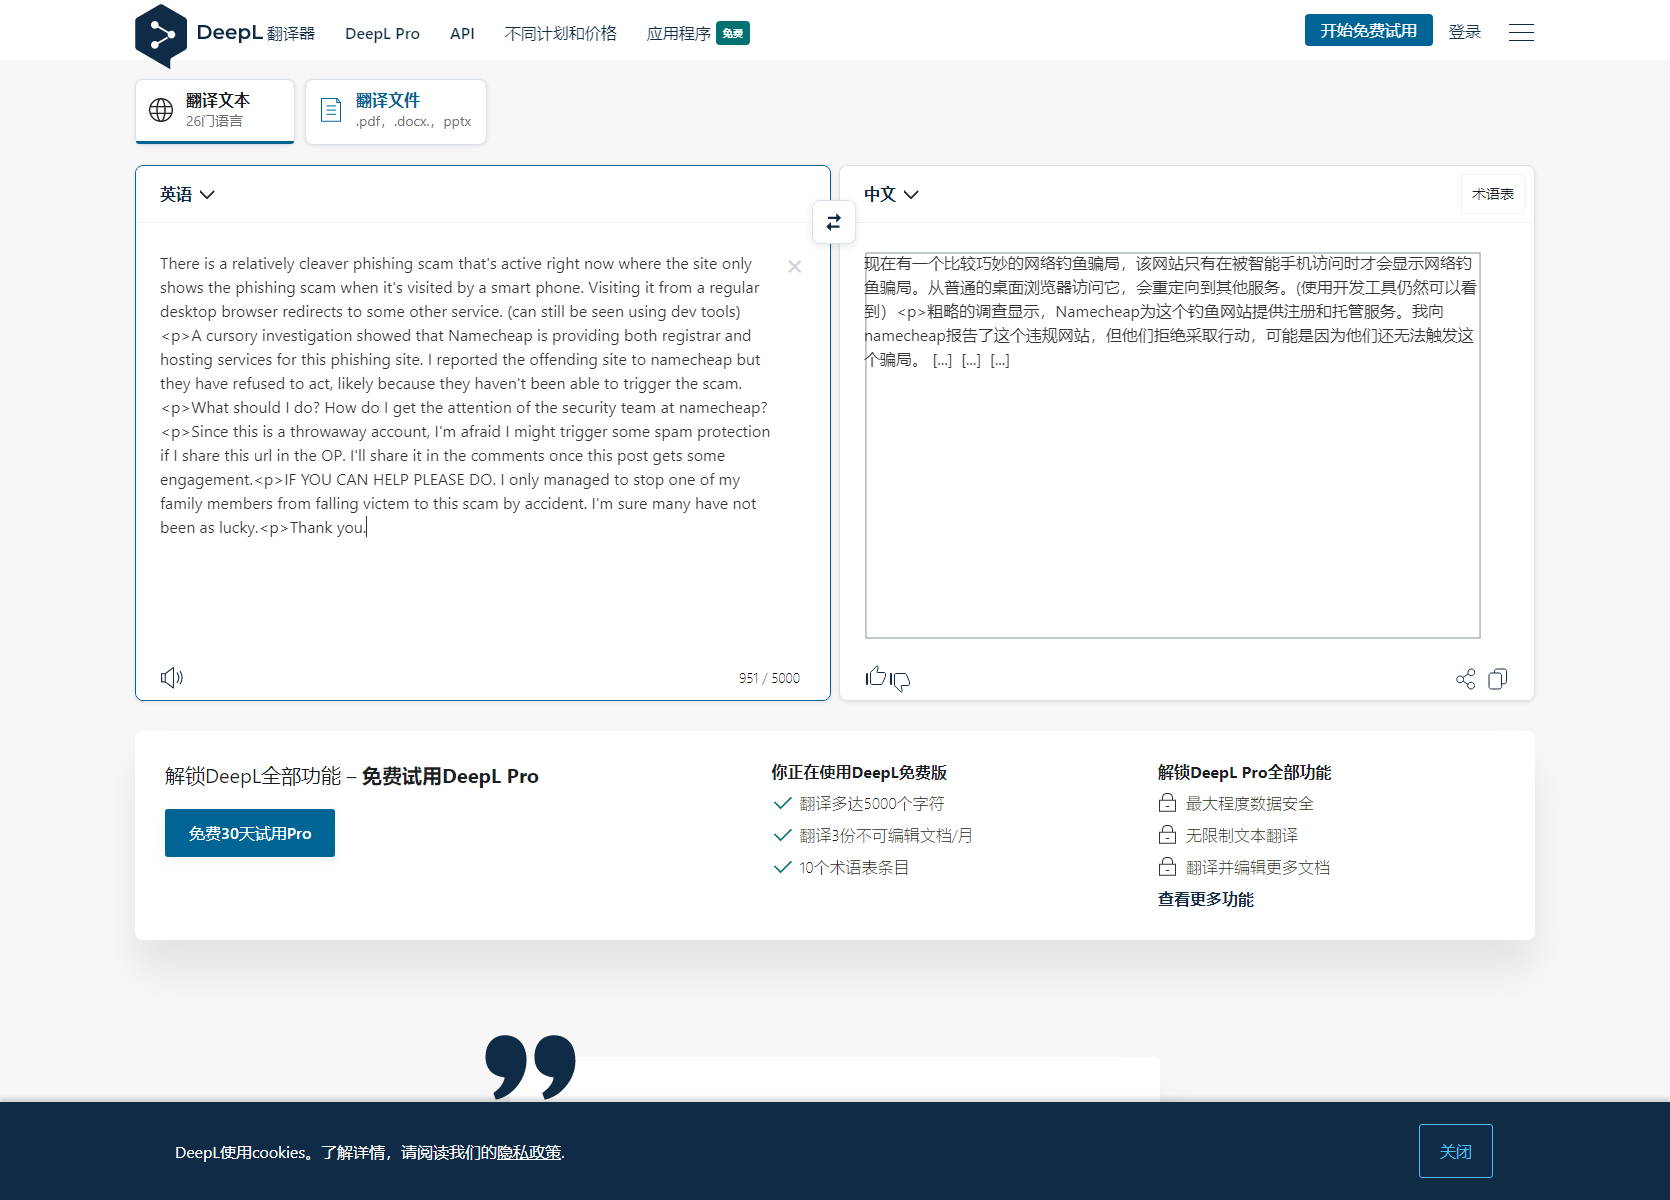 DeepL 翻译器
DeepL Pro
API
不同计划和价格
应用程序 免费
开始免费试用
登录
翻译文本
26门语言
翻译文件
.pdf，.docx.，pptx
英语
There is a relatively cleaver phishing scam that's active right now where the site only
shows the phishing scam when it's visited by a smart phone. Visiting it from a regular
desktop browser redirects to some other service. (can still be seen using dev tools)
<p>A cursory investigation showed that Namecheap is providing both registrar and
hosting services for this phishing site. I reported the offending site to namecheap but
they have refused to act, likely because they haven't been able to trigger the scam.
<p>What should I do? How do I get the attention of the security team at namecheap?
<p>Since this is a throwaway account, I'm afraid I might trigger some spam protection
if I share this url in the OP. I'll share it in the comments once this post gets some
engagement.<p>IF YOU CAN HELP PLEASE DO. I only managed to stop one of my
family members from falling victem to this scam by accident. I'm sure many have not
been as lucky.<p>Thank you.
951 / 5000
中文
术语表
现在有一个比较巧妙的网络钓鱼骗局，该网站只有在被智能手机访问时才会显示网络钓
鱼骗局。从普通的桌面浏览器访问它，会重定向到其他服务。(使用开发工具仍然可以看
到）<p>粗略的调查显示，Namecheap为这个钓鱼网站提供注册和托管服务。我向
namecheap报告了这个违规网站，但他们拒绝采取行动，可能是因为他们还无法触发这
个骗局。 [...] [...] [...]
解锁DeepL全部功能 – 免费试用DeepL Pro
免费30天试用Pro
你正在使用DeepL免费版
翻译多达5000个字符
翻译3份不可编辑文档/月
10个术语表条目
解锁DeepL Pro全部功能
最大程度数据安全
无限制文本翻译
翻译并编辑更多文档
查看更多功能
DeepL使用cookies。了解详情，请阅读我们的隐私政策.
关闭